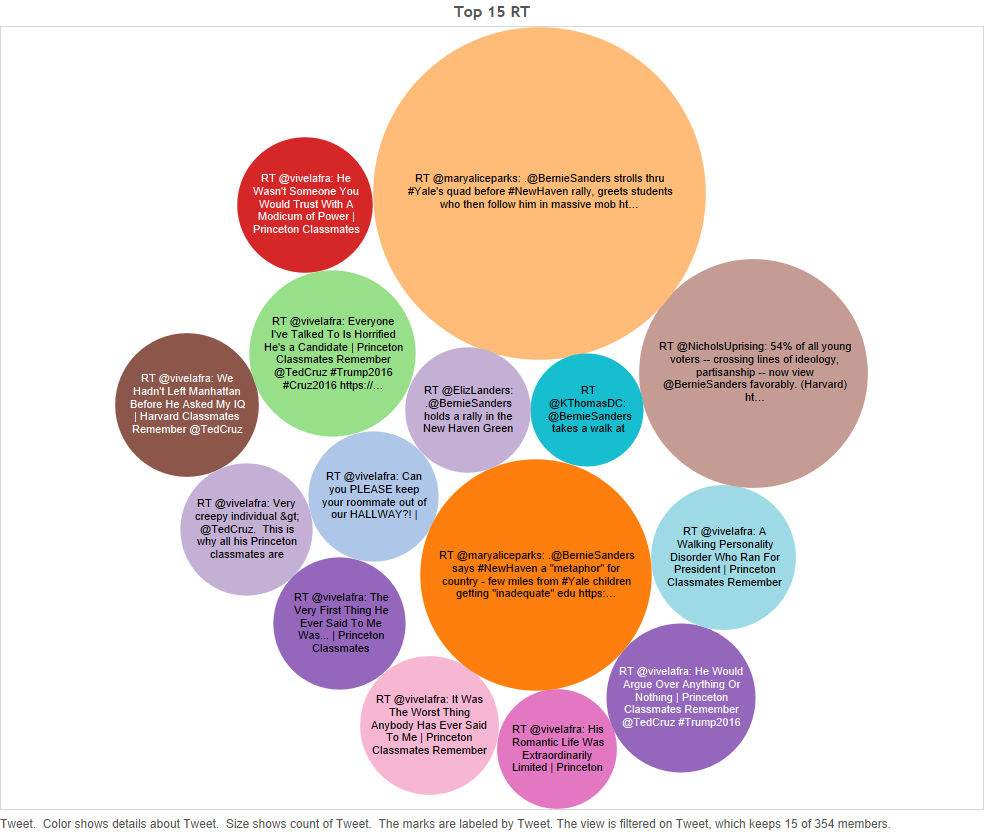 Top 15 RT
RT @maryaliceparks: .@BernieSanders strolls thru
#Yale's quad before #NewHaven rally, greets students
who then follow him in massive mob ht…
RT @vivelafra: He
Wasn't Someone You
Would Trust With A
Modicum of Power |
Princeton Classmates
RT @vivelafra: Everyone
I've Talked To Is Horrified
He's a Candidate | Princeton
Classmates Remember
@TedCruz #Trump2016
#Cruz2016 https://…
RT @NicholsUprising: 54% of all young
voters -- crossing lines of ideology,
partisanship -- now view
@BernieSanders favorably. (Harvard)
ht…
RT @vivelafra: We
Hadn't Left Manhattan
Before He Asked My IQ
| Harvard Classmates
Remember @TedCruz
RT @ElizLanders:
.@BernieSanders
holds a rally in the
New Haven Green
RT
@KThomasDC:
.@BernieSanders
takes a walk at
RT @vivelafra: Can
you PLEASE keep
your roommate out of
our HALLWAY?! |
RT @vivelafra: Very
creepy individual &gt;
@TedCruz.  This is
why all his Princeton
classmates are
RT @maryaliceparks: .@BernieSanders
says #NewHaven a "metaphor" for
country - few miles from #Yale children
getting "inadequate" edu https:…
RT @vivelafra: A
Walking Personality
Disorder Who Ran For
President | Princeton
Classmates Remember
RT @vivelafra: The
Very First Thing He
Ever Said To Me
Was... | Princeton
Classmates
RT @vivelafra: He Would
Argue Over Anything Or
Nothing | Princeton
Classmates Remember
@TedCruz #Trump2016
RT @vivelafra: It Was
The Worst Thing
Anybody Has Ever Said
To Me | Princeton
Classmates Remember
RT @vivelafra: His
Romantic Life Was
Extraordinarily
Limited | Princeton
Tweet.  Color shows details about Tweet.  Size shows count of Tweet.  The marks are labeled by Tweet. The view is filtered on Tweet, which keeps 15 of 354 members.